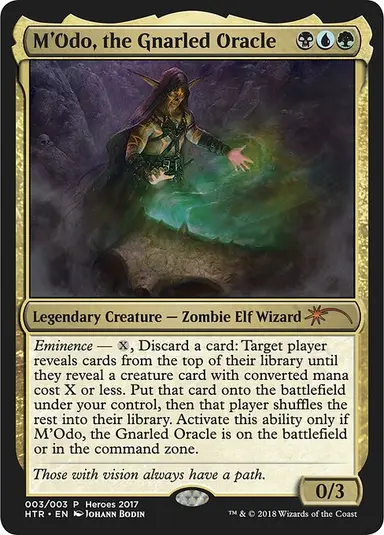 M'Odo, the Gnarled Oracle
Legendary Creature — Zombie Elf Wizard
Eminence — X, Discard a card: Target player
reveals cards from the top of their library until
they reveal a creature card with converted mana
cost X or less. Put that card onto the battlefield
under your control, then that player shuffles the
rest into their library. Activate this ability only if
M'Odo, the Gnarled Oracle is on the battlefield
or in the command zone.
Those with vision always have a path.
0/3
003/003 P Heroes 2017
HTR • EN Johann Bodin
™ & © 2018 Wizards of the Coast